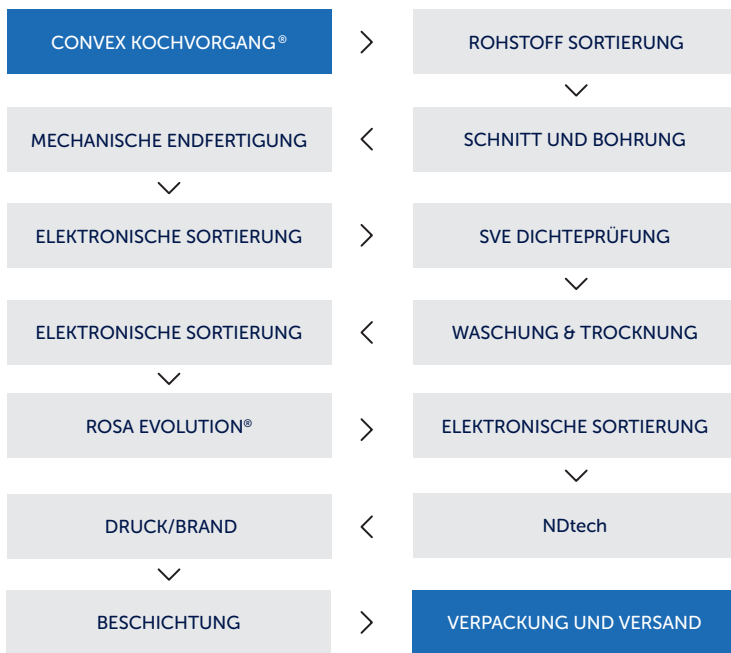 CONVEX KOCHVORGANG®
ROHSTOFF SORTIERUNG
SCHNITT UND BOHRUNG
MECHANISCHE ENDFERTIGUNG
ELEKTRONISCHE SORTIERUNG
SVE DICHTEPRÜFUNG
WASCHUNG & TROCKNUNG
ELEKTRONISCHE SORTIERUNG
ROSA EVOLUTION®
ELEKTRONISCHE SORTIERUNG
NDtech
DRUCK/BRAND
BESCHICHTUNG
VERPACKUNG UND VERSAND